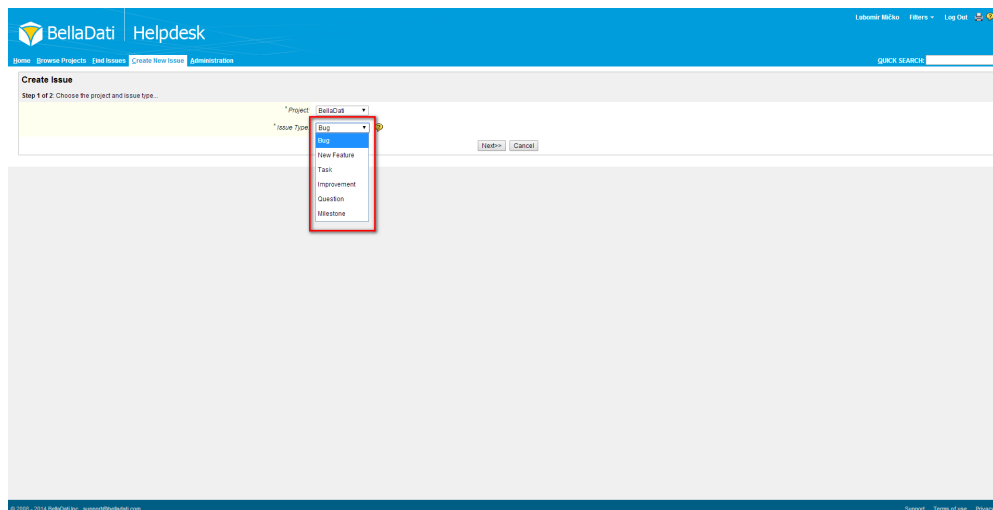 Lubomír Mičko Filters Log Out
BellaDati Helpdesk
Home Browse Projects Find Issues Create New Issue Administration QUICK SEARCH:
Create Issue
Step 1 of 2: Choose the project and issue type...
* Project: BellaDati
* Issue Type: Bug ?
Bug
Next>> Cancel
New Feature
Task
Improvement
Question
Milestone
© 2008 - 2014 BellaDati Inc. support@belladati.com Support Terms of use Privacy